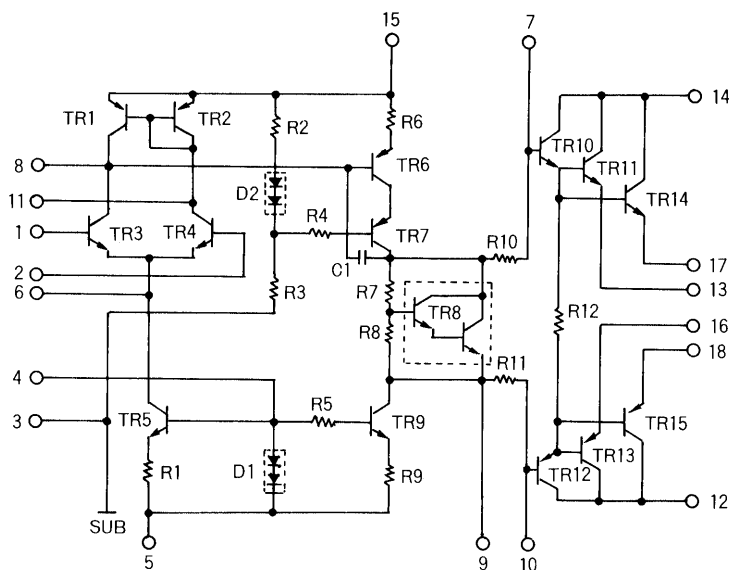 15
7
TR1
TR2
R2
R6
14
TR10
8
TR6
TR11
D2
11
TR14
1
TR3
TR4
R4
TR7
2
C1
R10
17
6
R3
R7
13
TR8
R12
16
R8
18
4
R11
TR5
R5
TR9
3
TR15
D1
TR12
TR13
R1
R9
12
SUB
5
9
10